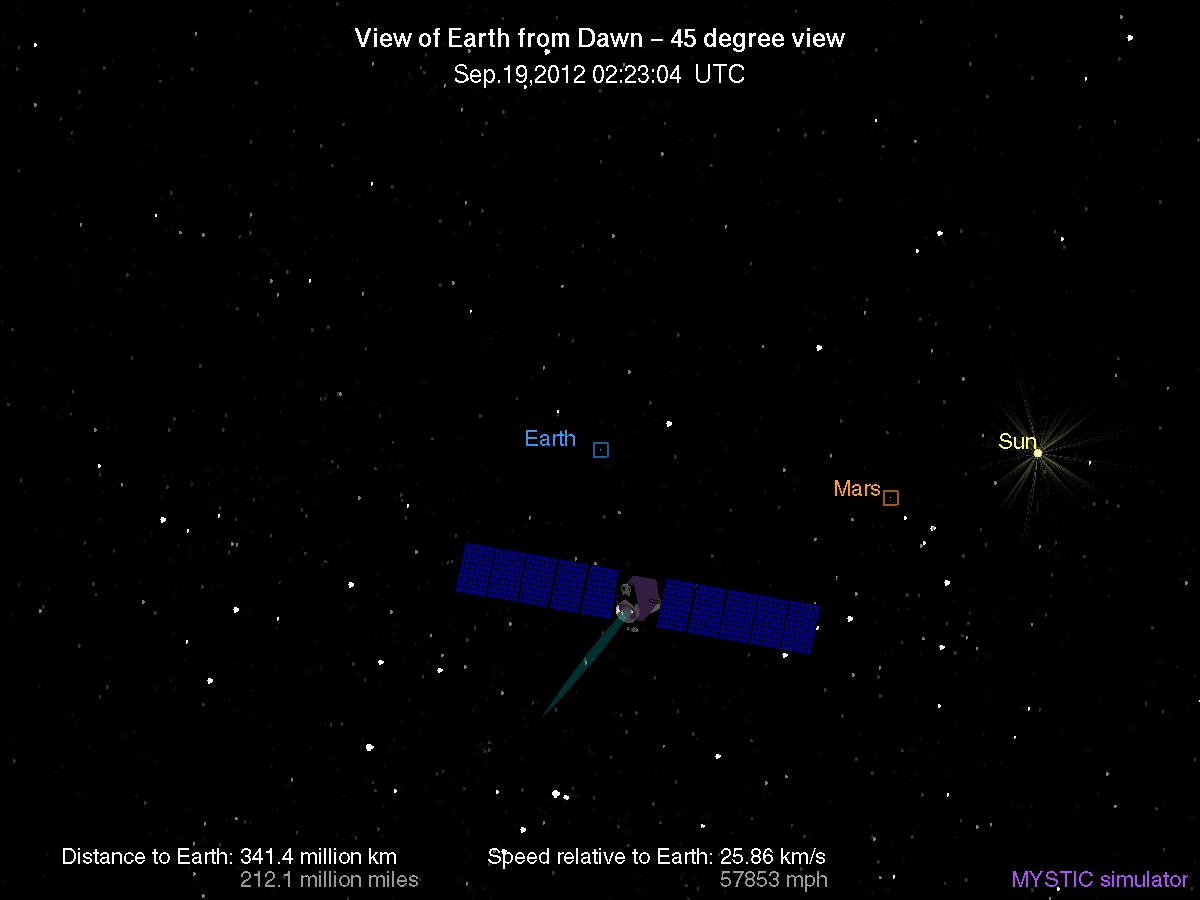 View of Earth from Dawn – 45 degree view
Sep.19,2012 02:23:04 UTC
Earth
Sun
Mars
Distance to Earth: 341.4 million km
212.1 million miles
Speed relative to Earth: 25.86 km/s
57853 mph
MYSTIC simulator